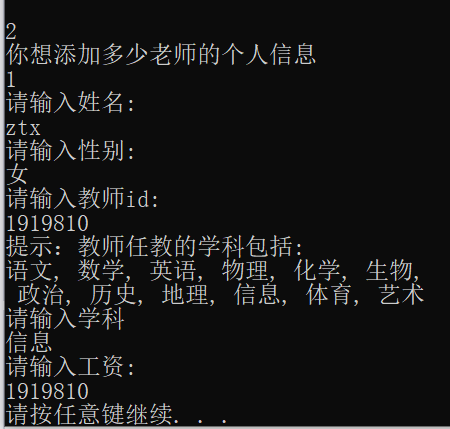 2
你想添加多少老师的个人信息
1
请输入姓名:
ztx
请输入性别:
女
请输入教师id:
1919810
提示: 教师任教的学科包括:
语文, 数学, 英语, 物理, 化学, 生物,
政治, 历史, 地理, 信息, 体育, 艺术
请输入学科
信息
请输入工资:
1919810
请按任意键继续. . .